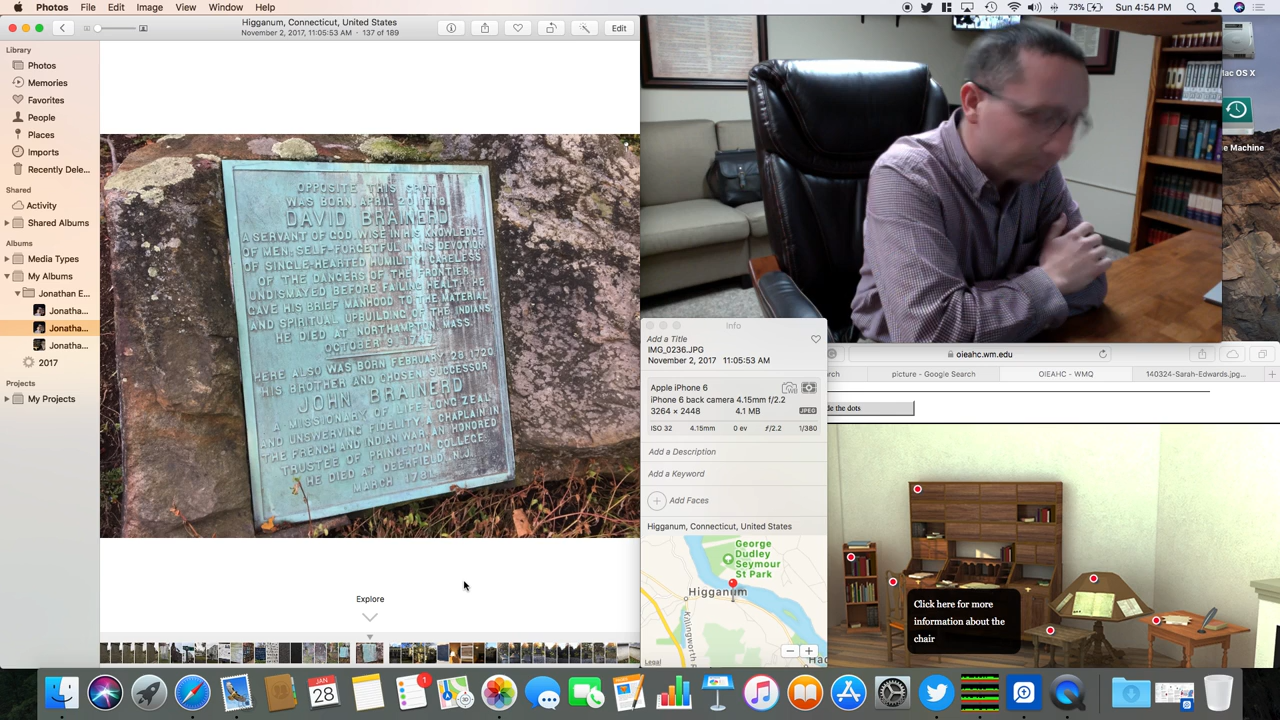 Photos File Edit Image View Window Help 73% Sun 4:54 PM
Higganum, Connecticut, United States
November 2, 2017, 11:05:53 AM · 137 of 189
Edit
Library
Photos
Memories
Favorites
People
Places
Imports
Recently Dele...
Shared
Activity
Shared Albums
Albums
Media Types
My Albums
Jonathan E...
Jonatha...
Jonatha...
Jonatha...
2017
Projects
My Projects
OPPOSITE THIS SPOT
WAS BORN, APRIL 20, 1718,
DAVID BRAINERD
A SERVANT OF GOD, WISE IN HIS KNOWLEDGE
OF MEN, SELF-FORGETFUL IN HIS DEVOTION,
OF SINGLE-HEARTED HUMILITY, CARELESS
OF THE DANGERS OF THE FRONTIER,
UNDISMAYED BEFORE FAILING HEALTH, HE
GAVE HIS BRIEF MANHOOD TO THE MATERIAL
AND SPIRITUAL UPBUILDING OF THE INDIANS.
HE DIED AT NORTHAMPTON, MASS.
OCTOBER 9, 1747.
HERE ALSO WAS BORN FEBRUARY 28, 1720,
HIS BROTHER AND CHOSEN SUCCESSOR
JOHN BRAINERD
A MISSIONARY OF LIFE-LONG ZEAL
AND UNSWERVING FIDELITY, A CHAPLAIN IN
THE FRENCH AND INDIAN WAR, AN HONORED
TRUSTEE OF PRINCETON COLLEGE.
HE DIED AT DEERFIELD, N.J.,
MARCH
Explore
Mac OS X
e Machine
Info
Add a Title
IMG_0236.JPG
November 2, 2017 11:05:53 AM
Apple iPhone 6
iPhone 6 back camera 4.15mm f/2.2
3264 × 2448 4.1 MB JPEG
ISO 32 4.15mm 0 ev ƒ/2.2 1/380
Add a Description
Add a Keyword
Add Faces
Higganum, Connecticut, United States
George
Dudley
Seymour
St Park
Higganum
Killingworth
Legal
oieahc.wm.edu
rch picture - Google Search OIEAHC - WMQ 140324-Sarah-Edwards.jpg...
de the dots
Click here for more
information about the
chair
JAN
28
1